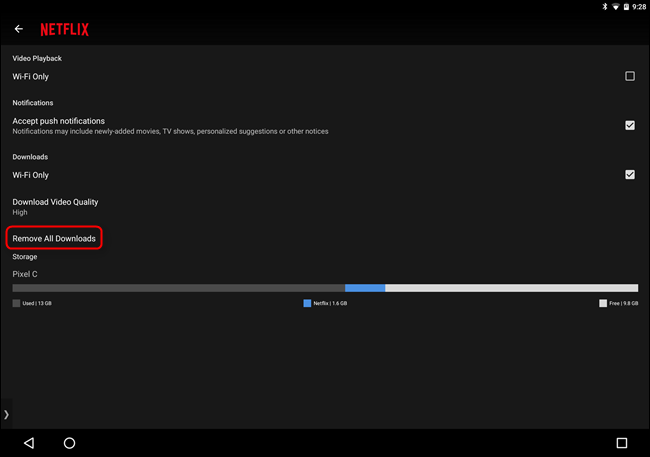 9:28
NETFLIX
Video Playback
Wi-Fi Only
Notifications
Accept push notifications
Notifications may include newly-added movies, TV shows, personalized suggestions or other notices
Downloads
Wi-Fi Only
Download Video Quality
High
Remove All Downloads
Storage
Pixel C
Used | 13 GB Netflix | 1.6 GB Free | 9.8 GB